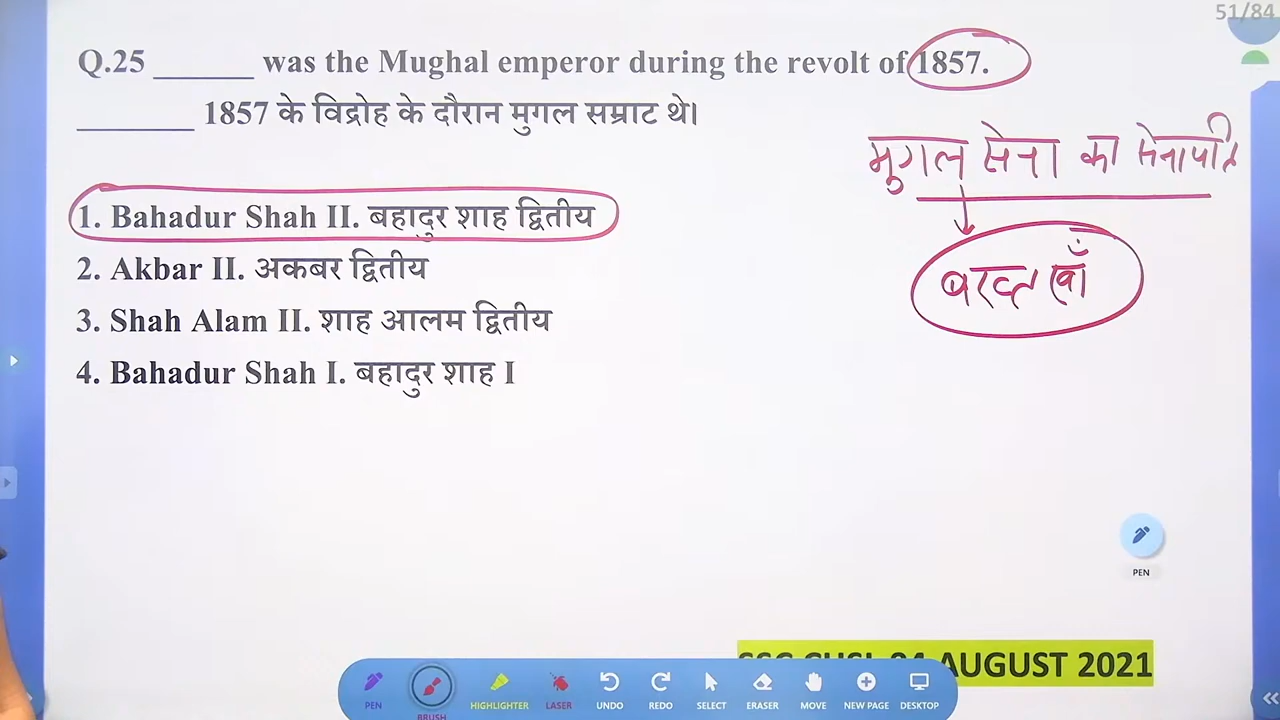 51/84
Q.25 ______ was the Mughal emperor during the revolt of 1857.
________ 1857 के विद्रोह के दौरान मुगल सम्राट थे।
मुगल सेना का सेनापति
1. Bahadur Shah II. बहादुर शाह द्वितीय
2. Akbar II. अकबर द्वितीय
बख्त खाँ
3. Shah Alam II. शाह आलम द्वितीय
4. Bahadur Shah I. बहादुर शाह I
PEN
AUGUST 2021
PEN
BRUSH
HIGHLIGHTER
LASER
UNDO
REDO
SELECT
ERASER
MOVE
NEW PAGE
DESKTOP